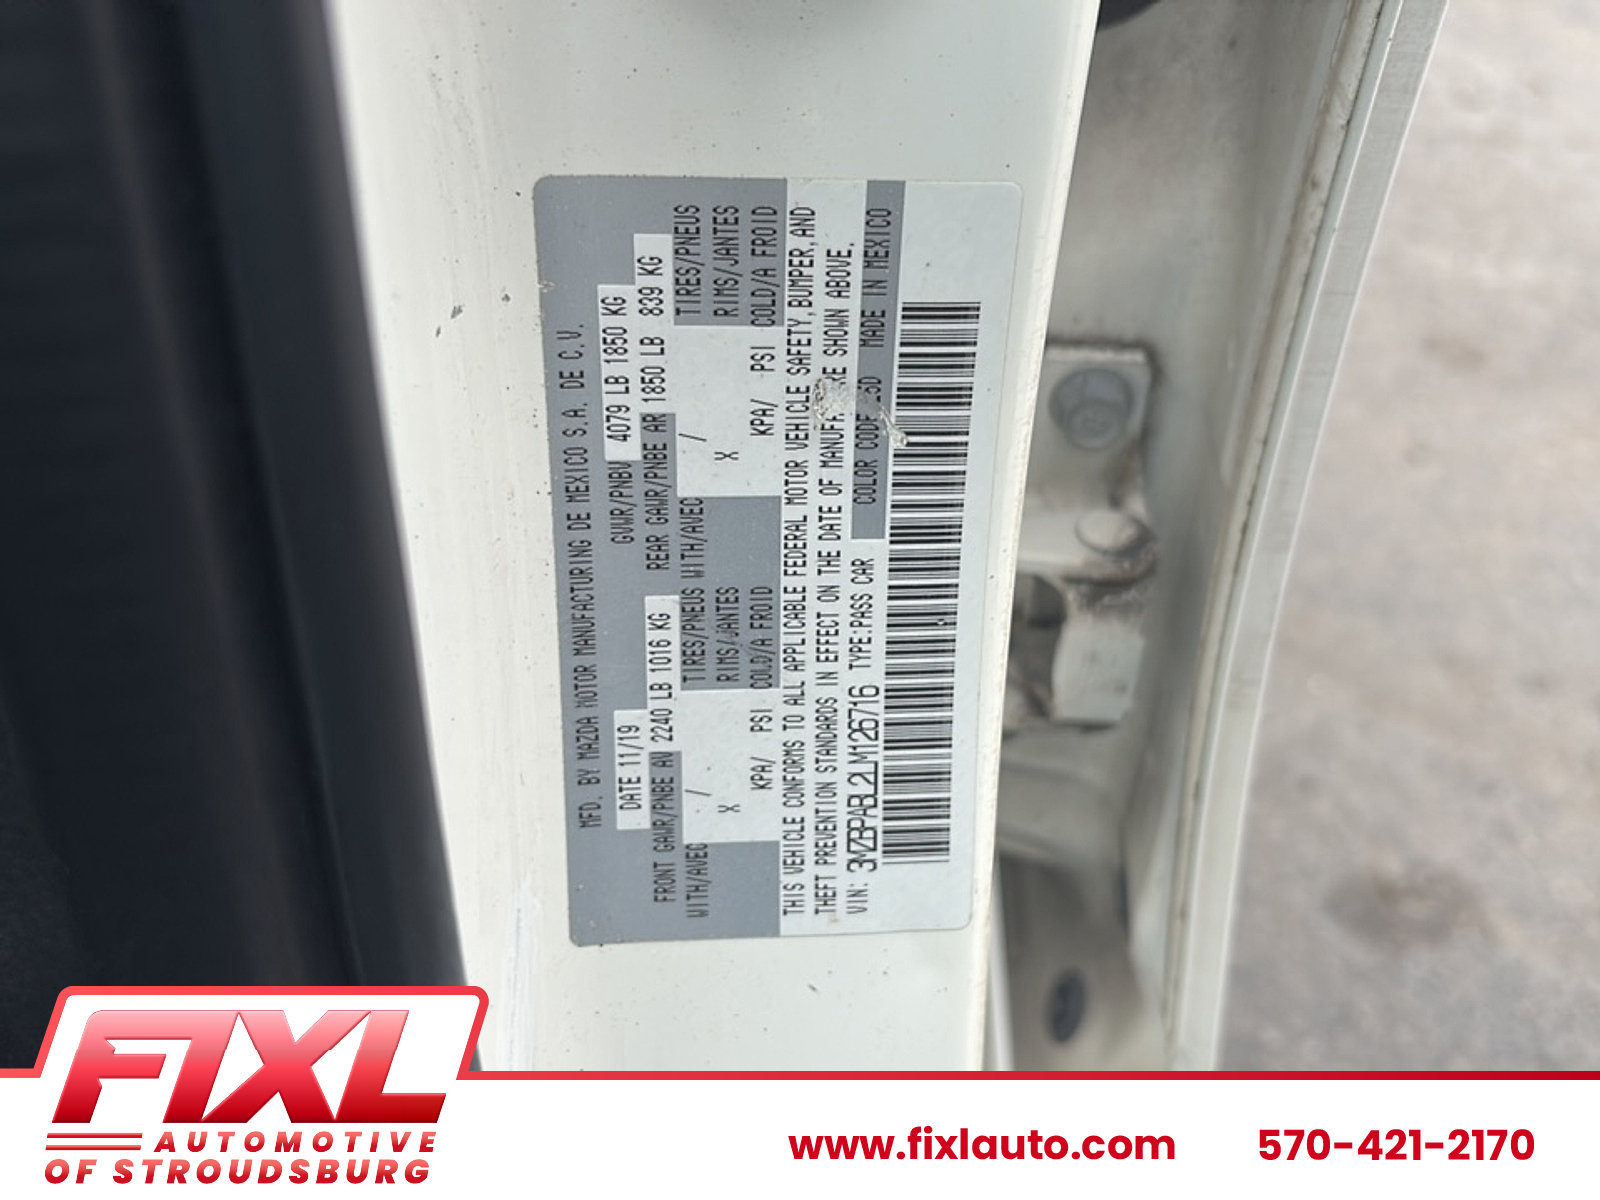 MFD. BY MAZDA MOTOR MANUFACTURING DE MEXICO S.A. DE C.V.
DATE 11/19 GVWR/PNBV 4079 LB 1850 KG
FRONT GAWR/PNBE AV 2240 LB 1016 KG REAR GAWR/PNBE AR 1850 LB 839 KG
WITH/AVEC / TIRES/PNEUS WITH/AVEC / TIRES/PNEUS
X RIMS/JANTES X RIMS/JANTES
KPA/ PSI COLD/A FROID KPA/ PSI COLD/A FROID
THIS VEHICLE CONFORMS TO ALL APPLICABLE FEDERAL MOTOR VEHICLE SAFETY, BUMPER, AND
THEFT PREVENTION STANDARDS IN EFFECT ON THE DATE OF SHOWN ABOVE.
VIN: 3MZBPABL2LM126716 TYPE:PASS CAR COLOR CODE MADE IN MEXICO
FIXL
AUTOMOTIVE
OF STROUDSBURG
www.fixlauto.com 570-421-2170